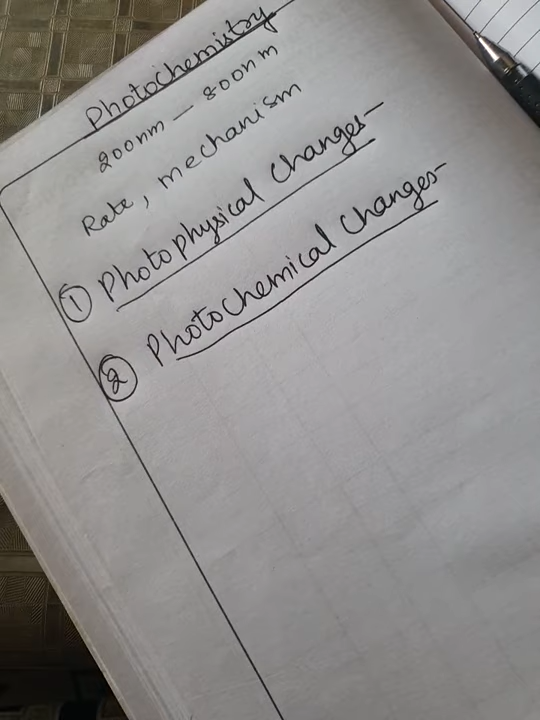 Photochemistry
200nm — 800nm
Rate, mechanism
① Photophysical Changes-
② Photochemical Changes-